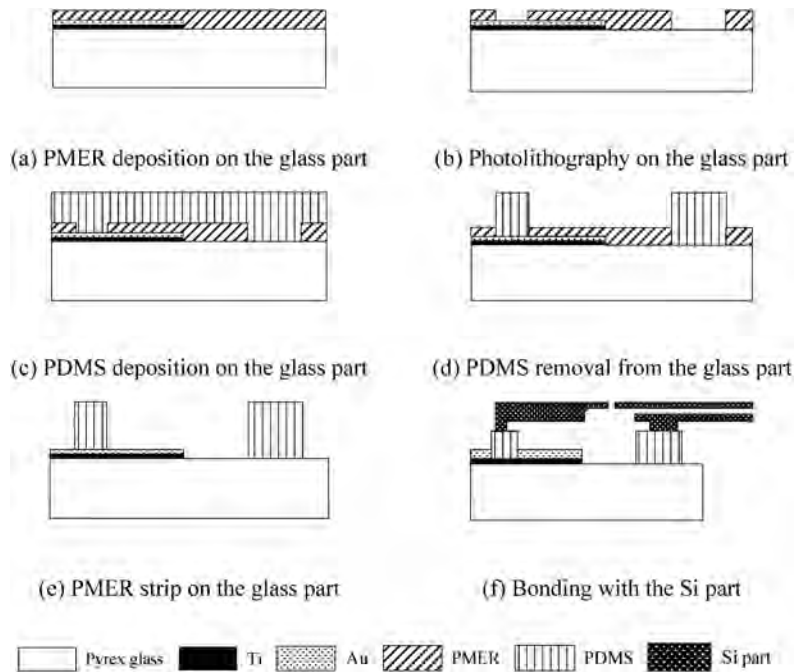 (a) PMER deposition on the glass part
(b) Photolithography on the glass part
(c) PDMS deposition on the glass part
(d) PDMS removal from the glass part
(e) PMER strip on the glass part
(f) Bonding with the Si part
Pyrex glass Ti Au PMER PDMS Si part